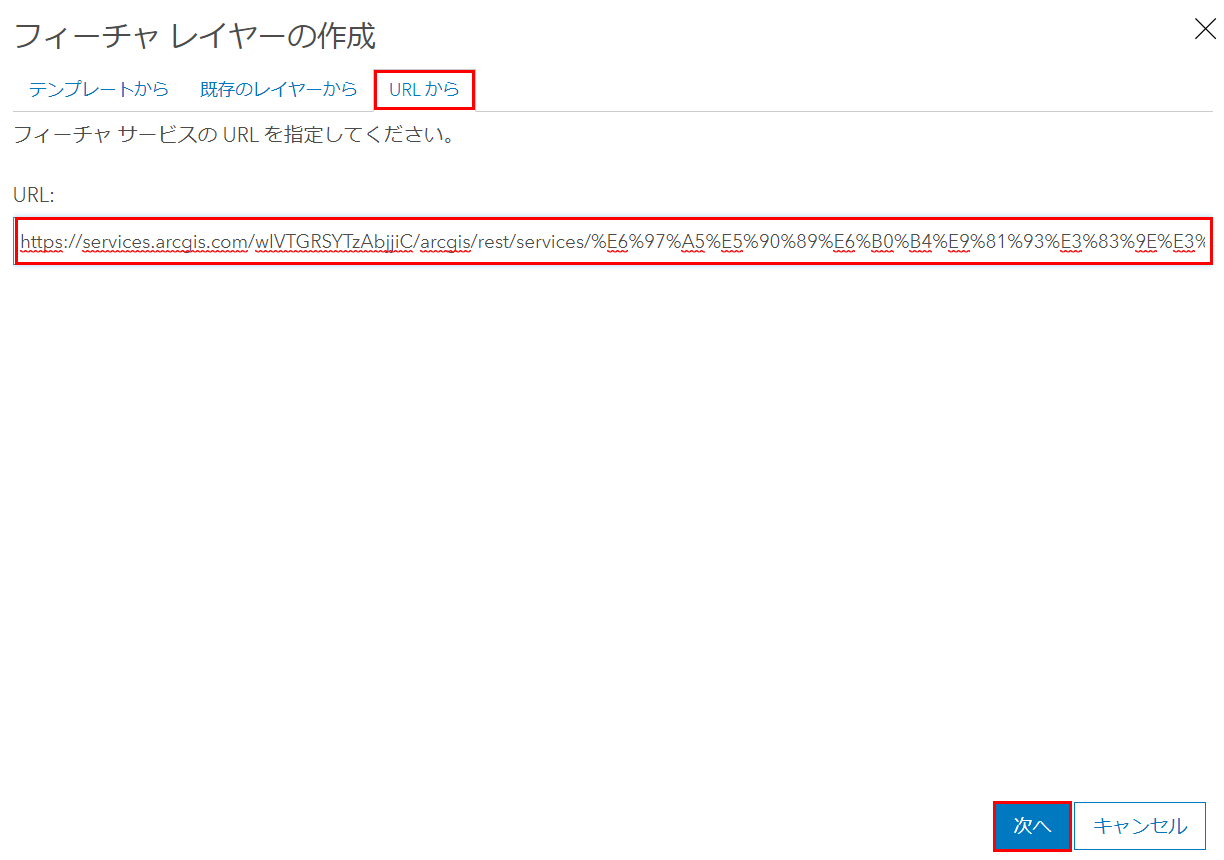 フィーチャ レイヤーの作成
テンプレートから 既存のレイヤーから URL から
フィーチャ サービスの URL を指定してください。
URL:
https://services.arcgis.com/wlVTGRSYTzAbjjiC/arcgis/rest/services/%E6%97%A5%E5%90%89%E6%B0%B4%E9%81%93%E3%83%9E%E3%
次へ キャンセル